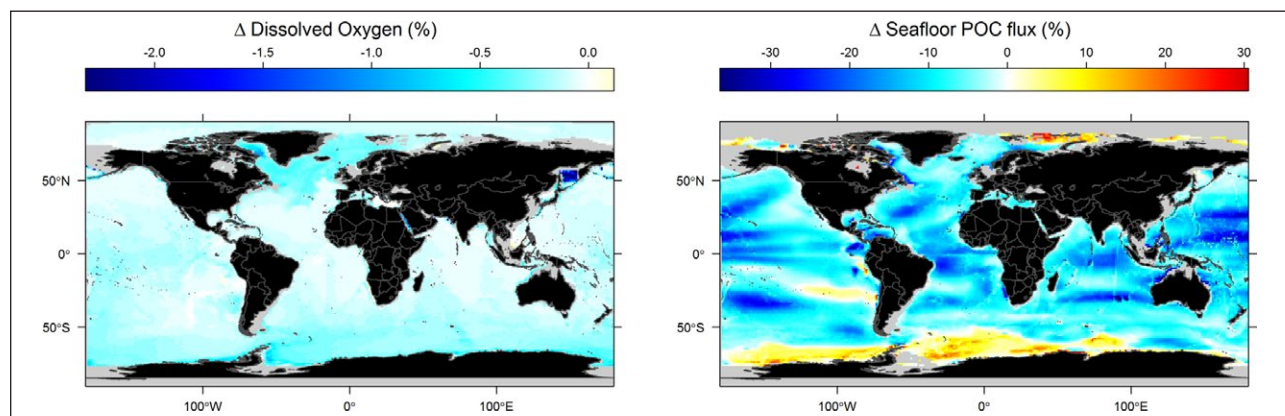 Δ Dissolved Oxygen (%)
-2.0 -1.5 -1.0 -0.5 0.0
50°N
0°
50°S
100°W 0° 100°E
Δ Seafloor POC flux (%)
-30 -20 -10 0 10 20 30
50°N
0°
50°S
100°W 0° 100°E